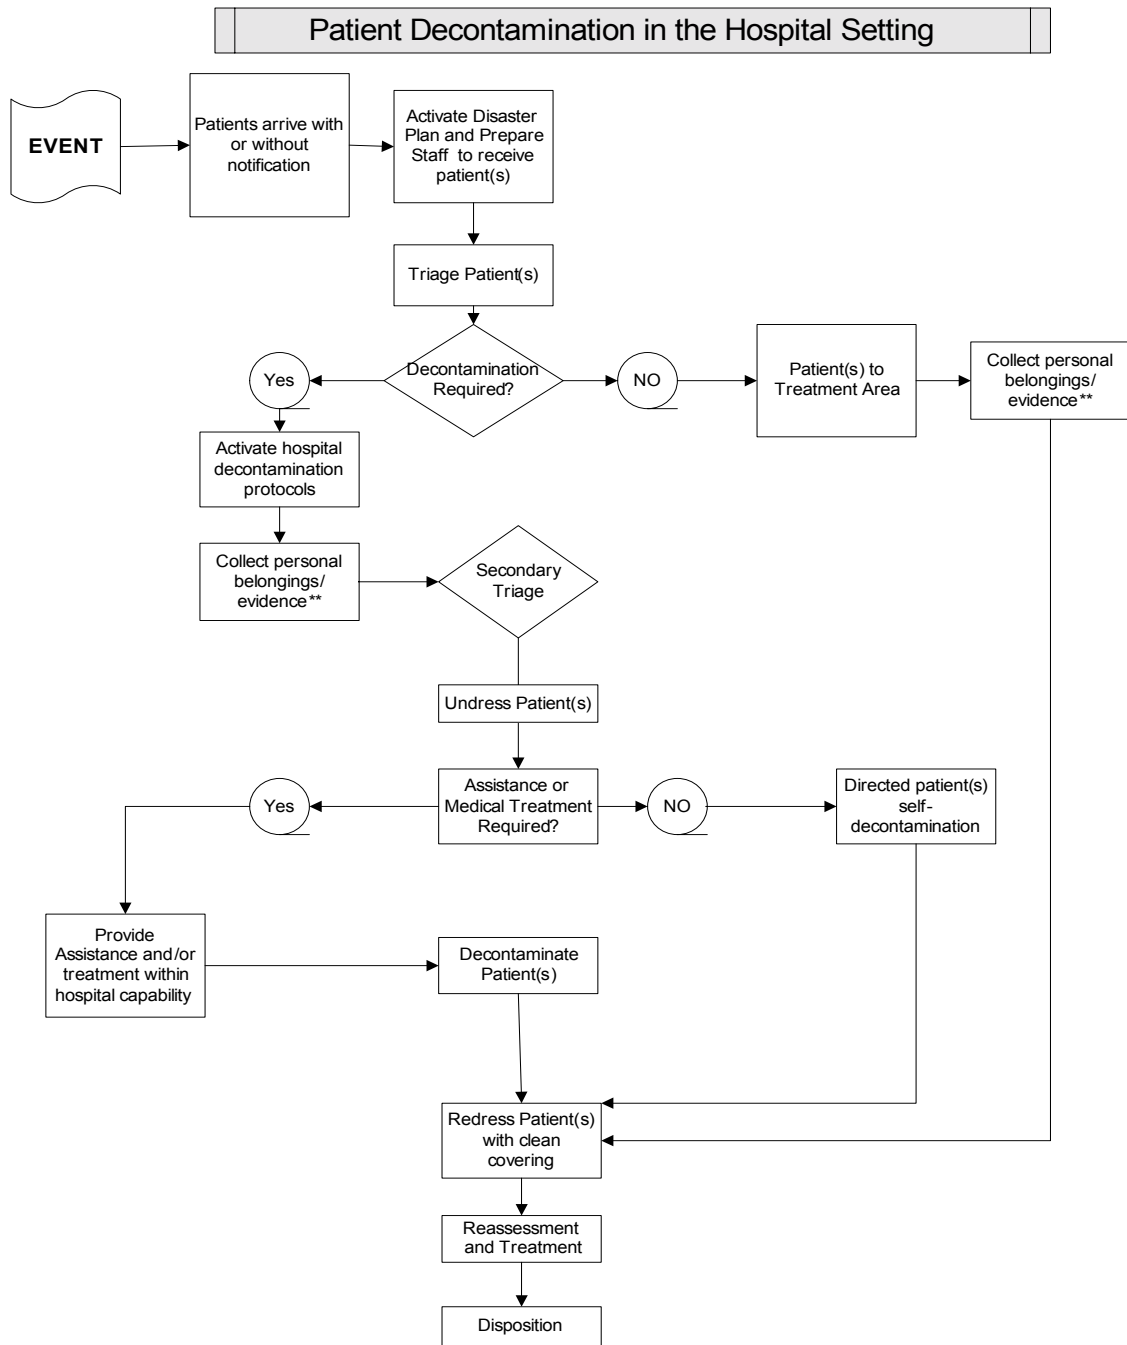 Patient Decontamination in the Hospital Setting
EVENT
Patients arrive with
or without
notification
Activate Disaster
Plan and Prepare
Staff to receive
patient(s)
Triage Patient(s)
Decontamination
Required?
Yes
NO
Patient(s) to
Treatment Area
Collect personal
belongings/
evidence**
Activate hospital
decontamination
protocols
Collect personal
belongings/
evidence**
Secondary
Triage
Undress Patient(s)
Assistance or
Medical Treatment
Required?
Yes
NO
Directed patient(s)
self-
decontamination
Provide
Assistance and/or
treatment within
hospital capability
Decontaminate
Patient(s)
Redress Patient(s)
with clean
covering
Reassessment
and Treatment
Disposition